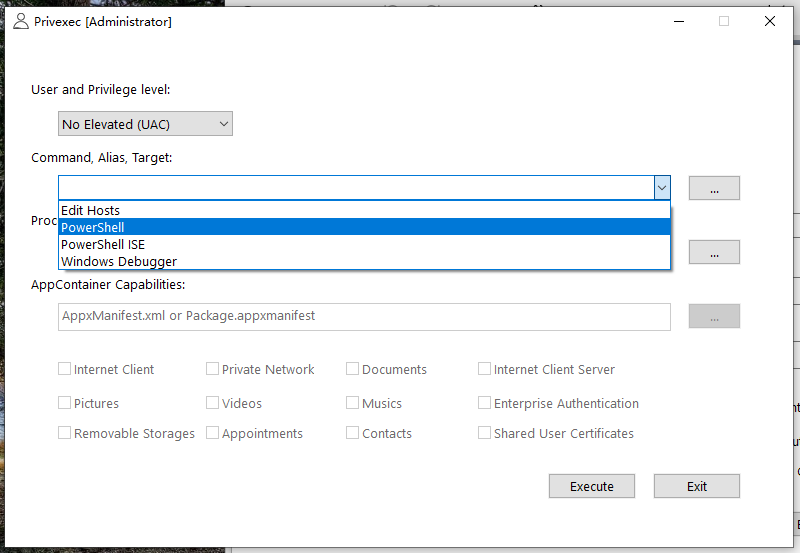 Privexec [Administrator]
User and Privilege level:
No Elevated (UAC)
Command, Alias, Target:
...
Edit Hosts
Proc
PowerShell
PowerShell ISE
...
Windows Debugger
AppContainer Capabilities:
AppxManifest.xml or Package.appxmanifest
...
Internet Client Private Network Documents Internet Client Server
Pictures Videos Musics Enterprise Authentication
Removable Storages Appointments Contacts Shared User Certificates
Execute Exit